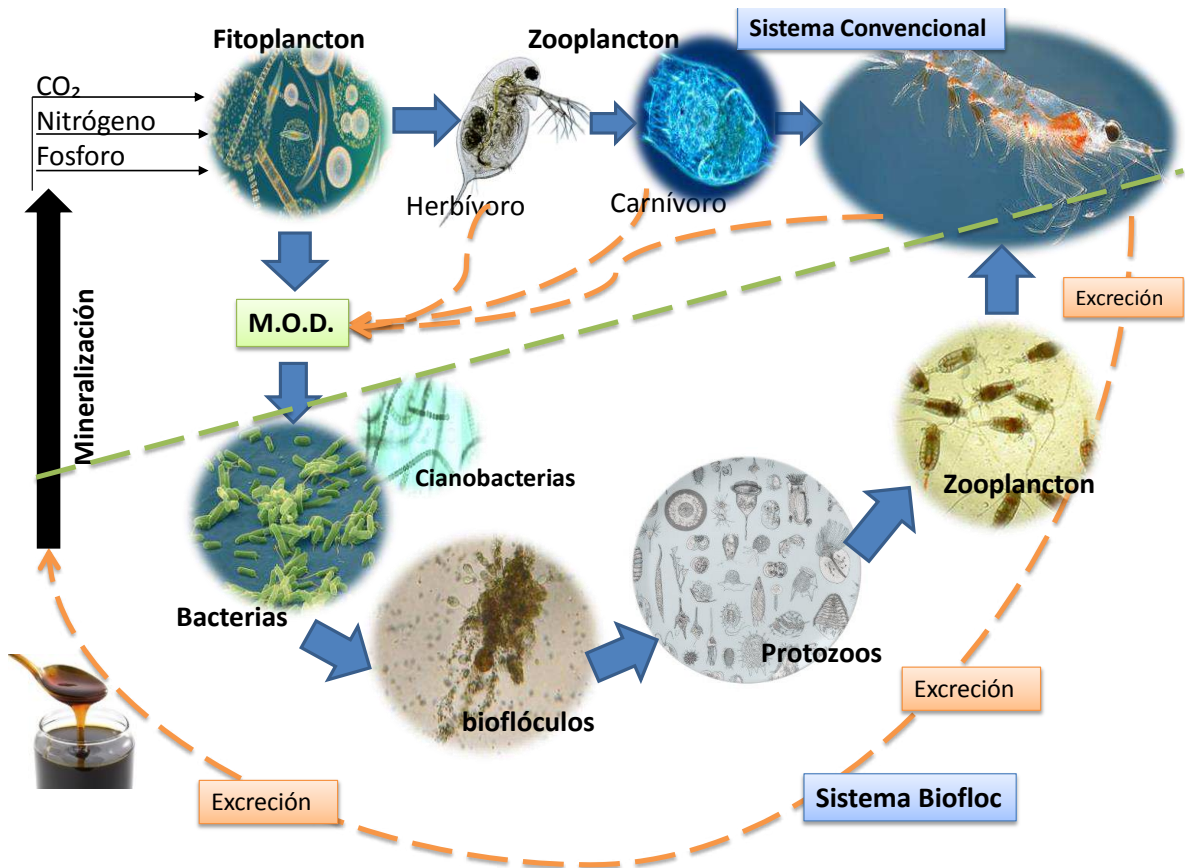 Sistema Convencional
Fitoplancton
Zooplancton
CO₂
Nitrógeno
Fosforo
Herbívoro
Carnívoro
Mineralización
M.O.D.
Excreción
Cianobacterias
Zooplancton
Bacterias
Protozoos
bioflóculos
Excreción
Excreción
Sistema Biofloc